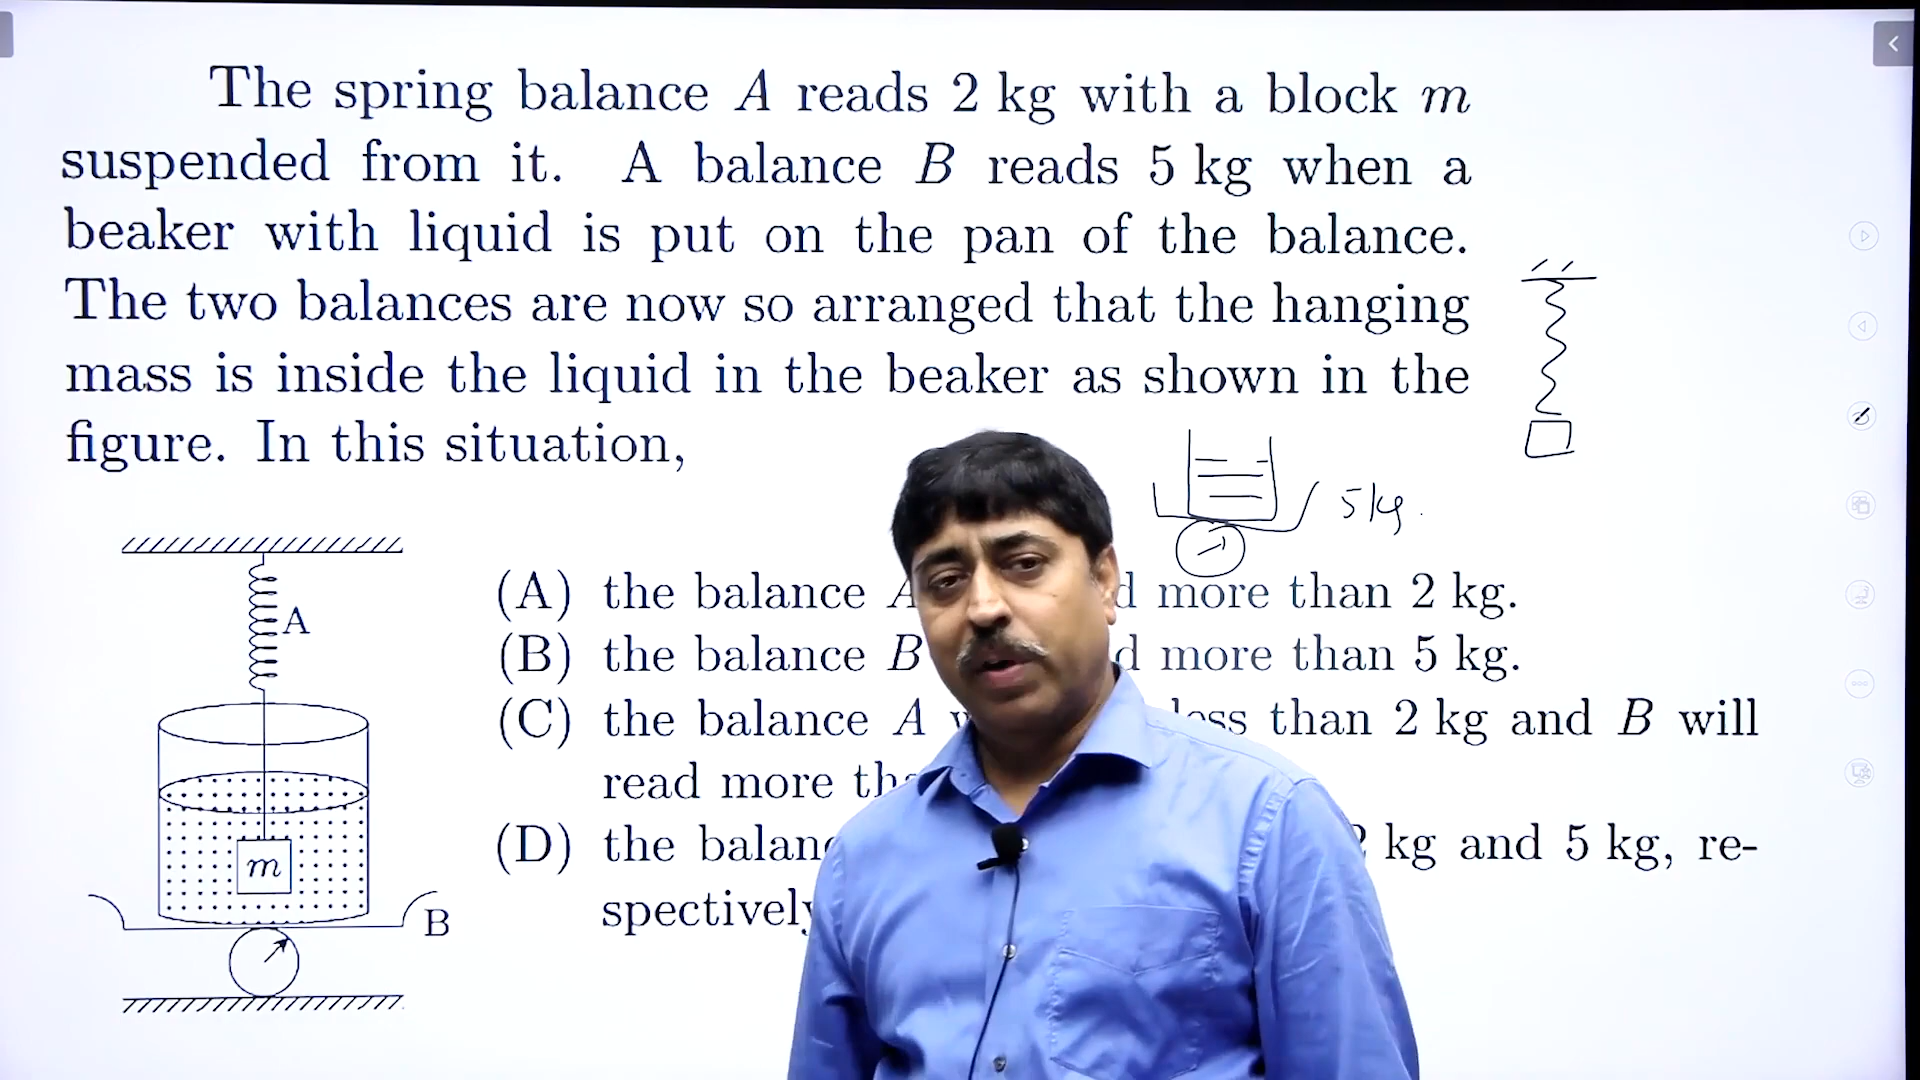 The spring balance A reads 2 kg with a block m
suspended from it. A balance B reads 5 kg when a
beaker with liquid is put on the pan of the balance.
The two balances are now so arranged that the hanging
mass is inside the liquid in the beaker as shown in the
figure. In this situation,
5 kg.
A
m
B
(A) the balance A more than 2 kg.
(B) the balance B more than 5 kg.
(C) the balance A less than 2 kg and B will
read more
(D) the kg and 5 kg, re-
spectively